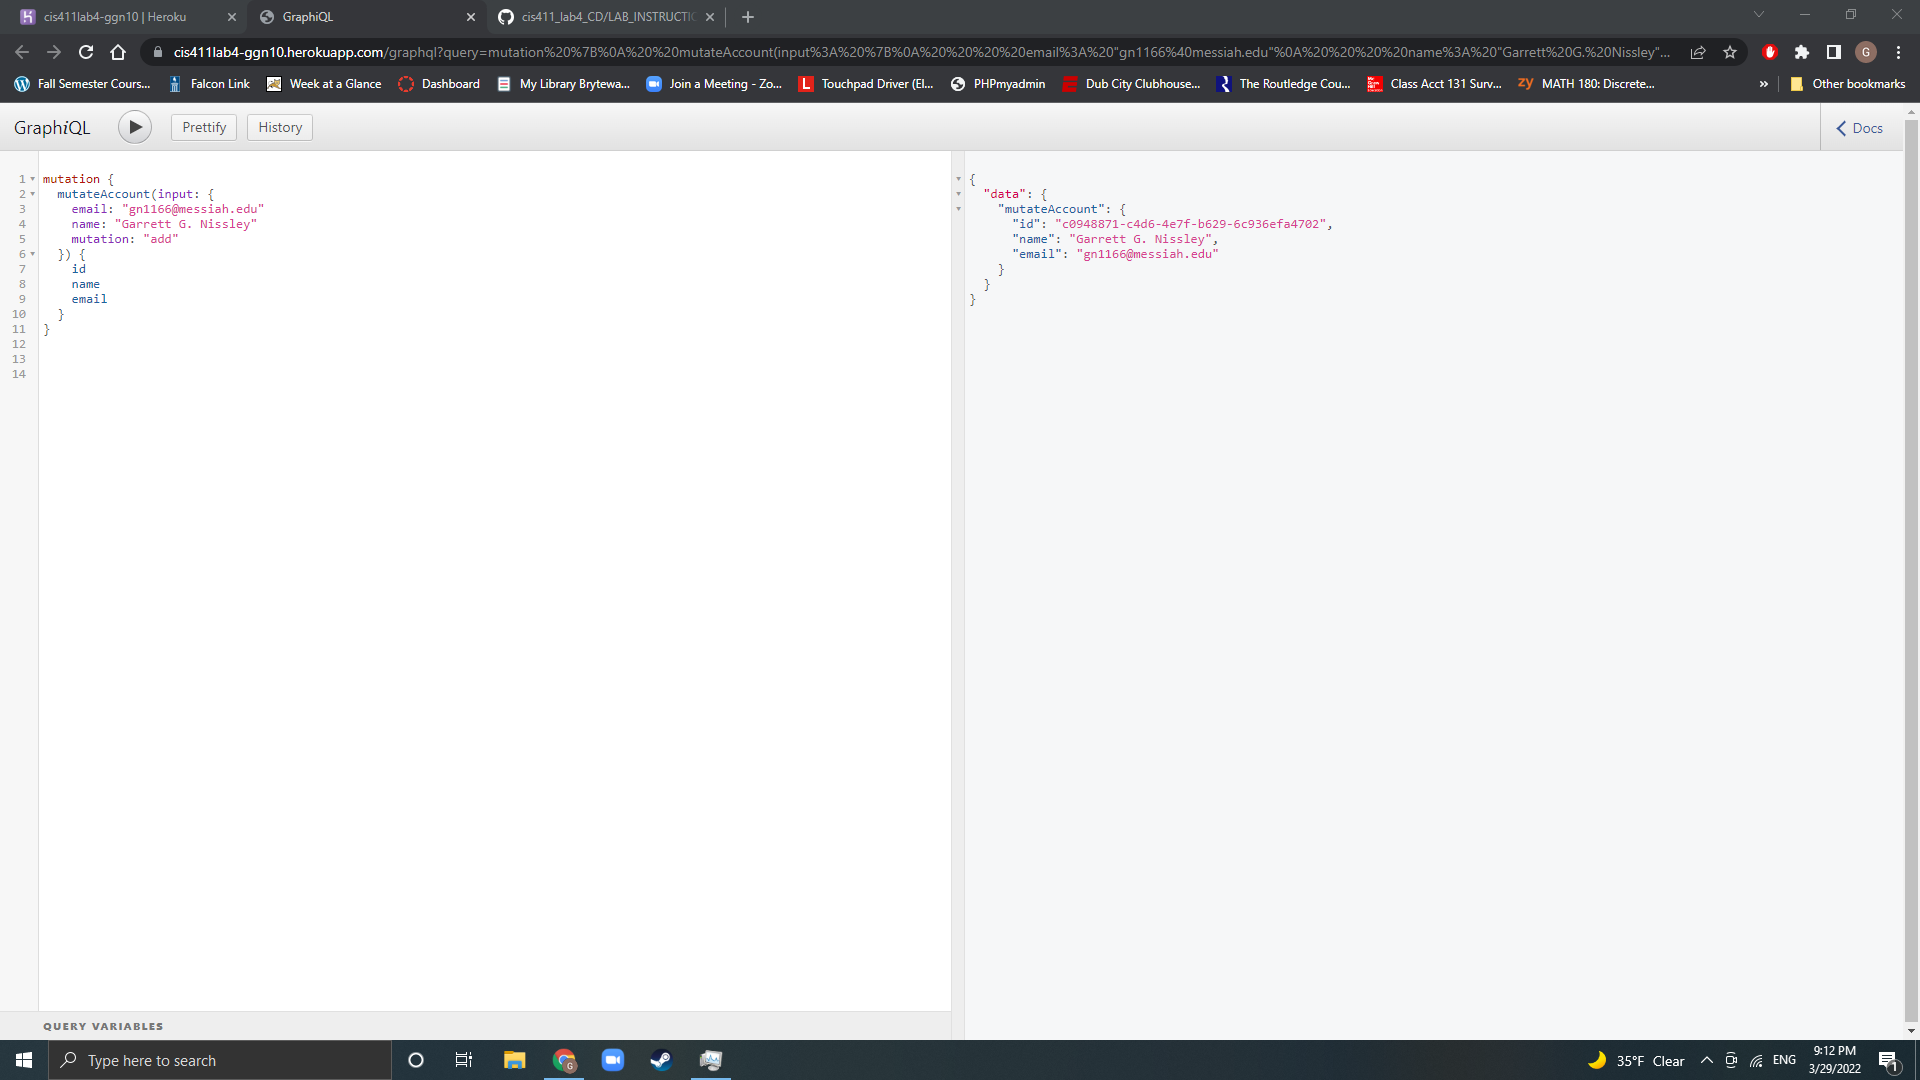 cis411lab4-ggn10 | Heroku
GraphiQL
cis411_lab4_CD/LAB_INSTRUCTIO
cis411lab4-ggn10.herokuapp.com/graphql?query=mutation%20%7B%0A%20%20mutateAccount(input%3A%20%7B%0A%20%20%20%20email%3A%20"gn1166%40messiah.edu"%0A%20%20%20%20name%3A%20"Garrett%20G.%20Nissley"...
G
Fall Semester Cours...
Falcon Link
Week at a Glance
Dashboard
My Library Brytewa...
Join a Meeting - Zo...
Touchpad Driver (El...
PHPmyadmin
Dub City Clubhouse...
The Routledge Cou...
Class Acct 131 Surv...
zy MATH 180: Discrete...
»
Other bookmarks
GraphiQL
Prettify
History
Docs
1 mutation {
2 mutateAccount(input: {
3 email: "gn1166@messiah.edu"
4 name: "Garrett G. Nissley"
5 mutation: "add"
6 }) {
7 id
8 name
9 email
10 }
11 }
12
13
14
{
"data": {
"mutateAccount": {
"id": "c0948871-c4d6-4e7f-b629-6c936efa4702",
"name": "Garrett G. Nissley",
"email": "gn1166@messiah.edu"
}
}
}
QUERY VARIABLES
Type here to search
35°F Clear
ENG
9:12 PM
3/29/2022
1